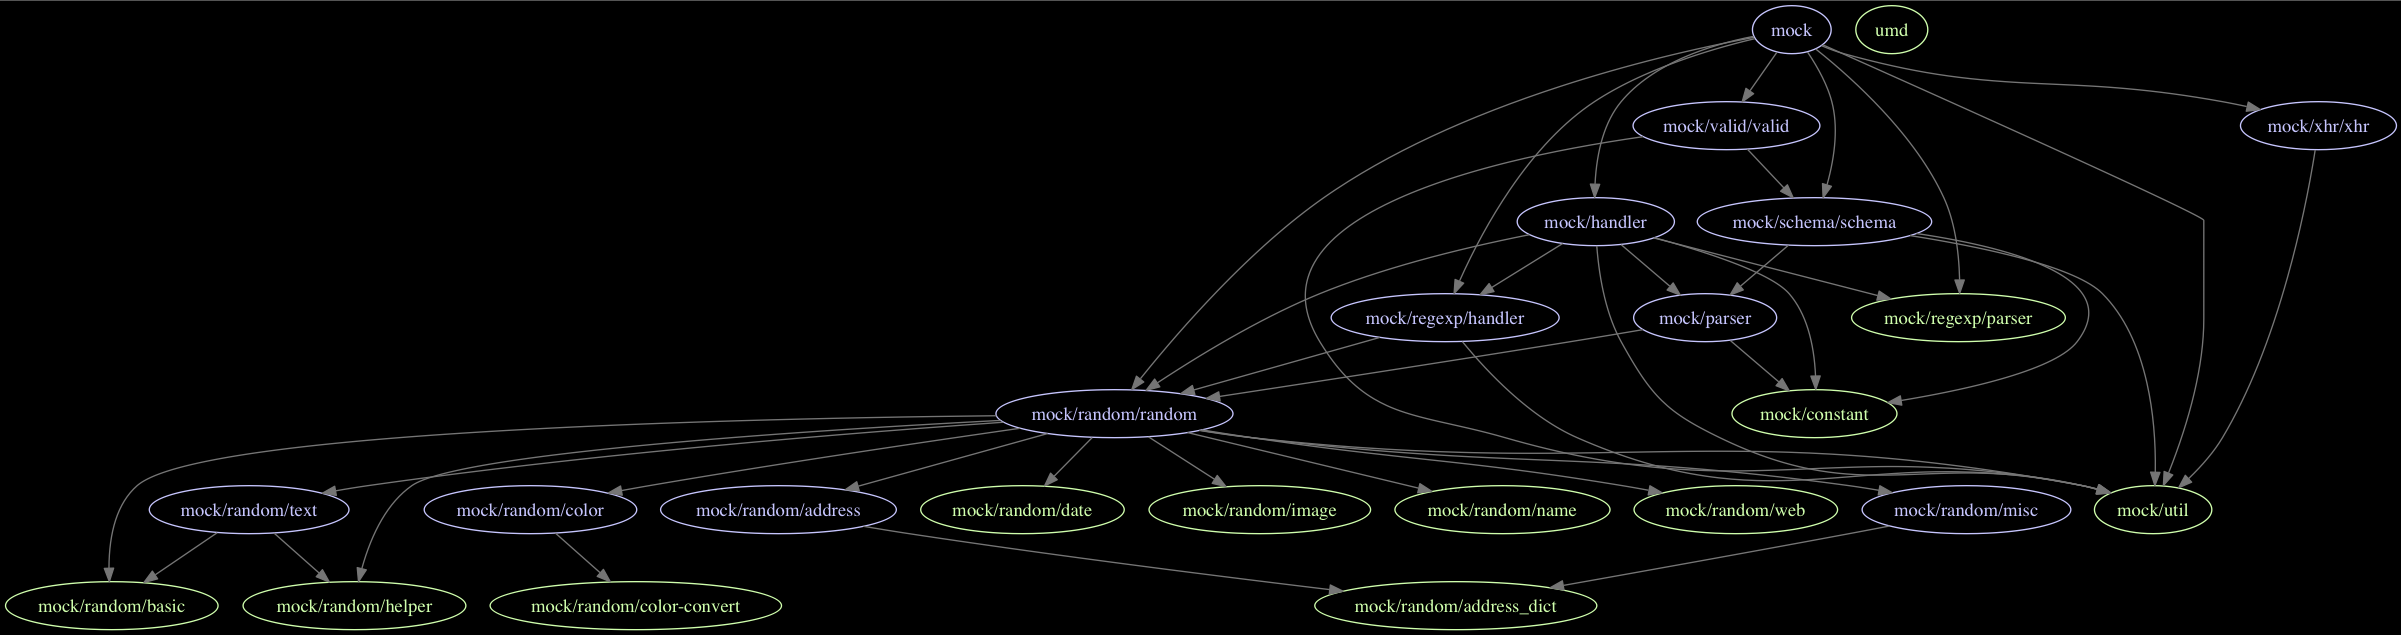 mock
umd
mock/valid/valid
mock/xhr/xhr
mock/handler
mock/schema/schema
mock/regexp/handler
mock/parser
mock/regexp/parser
mock/random/random
mock/constant
mock/random/text
mock/random/color
mock/random/address
mock/random/date
mock/random/image
mock/random/name
mock/random/web
mock/random/misc
mock/util
mock/random/basic
mock/random/helper
mock/random/color-convert
mock/random/address_dict